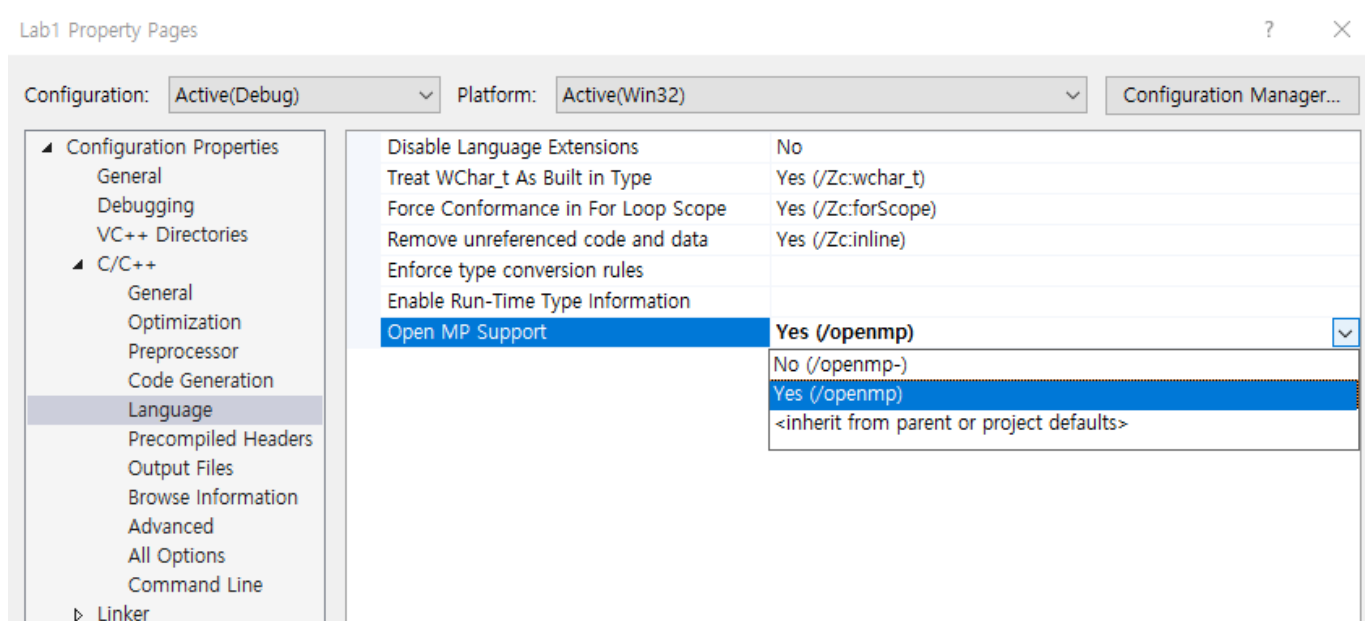 Lab1 Property Pages
?
Configuration: Active(Debug) Platform: Active(Win32) Configuration Manager...
Configuration Properties
General
Debugging
VC++ Directories
C/C++
General
Optimization
Preprocessor
Code Generation
Language
Precompiled Headers
Output Files
Browse Information
Advanced
All Options
Command Line
Linker
Disable Language Extensions No
Treat WChar_t As Built in Type Yes (/Zc:wchar_t)
Force Conformance in For Loop Scope Yes (/Zc:forScope)
Remove unreferenced code and data Yes (/Zc:inline)
Enforce type conversion rules
Enable Run-Time Type Information
Open MP Support Yes (/openmp)
No (/openmp-)
Yes (/openmp)
<inherit from parent or project defaults>